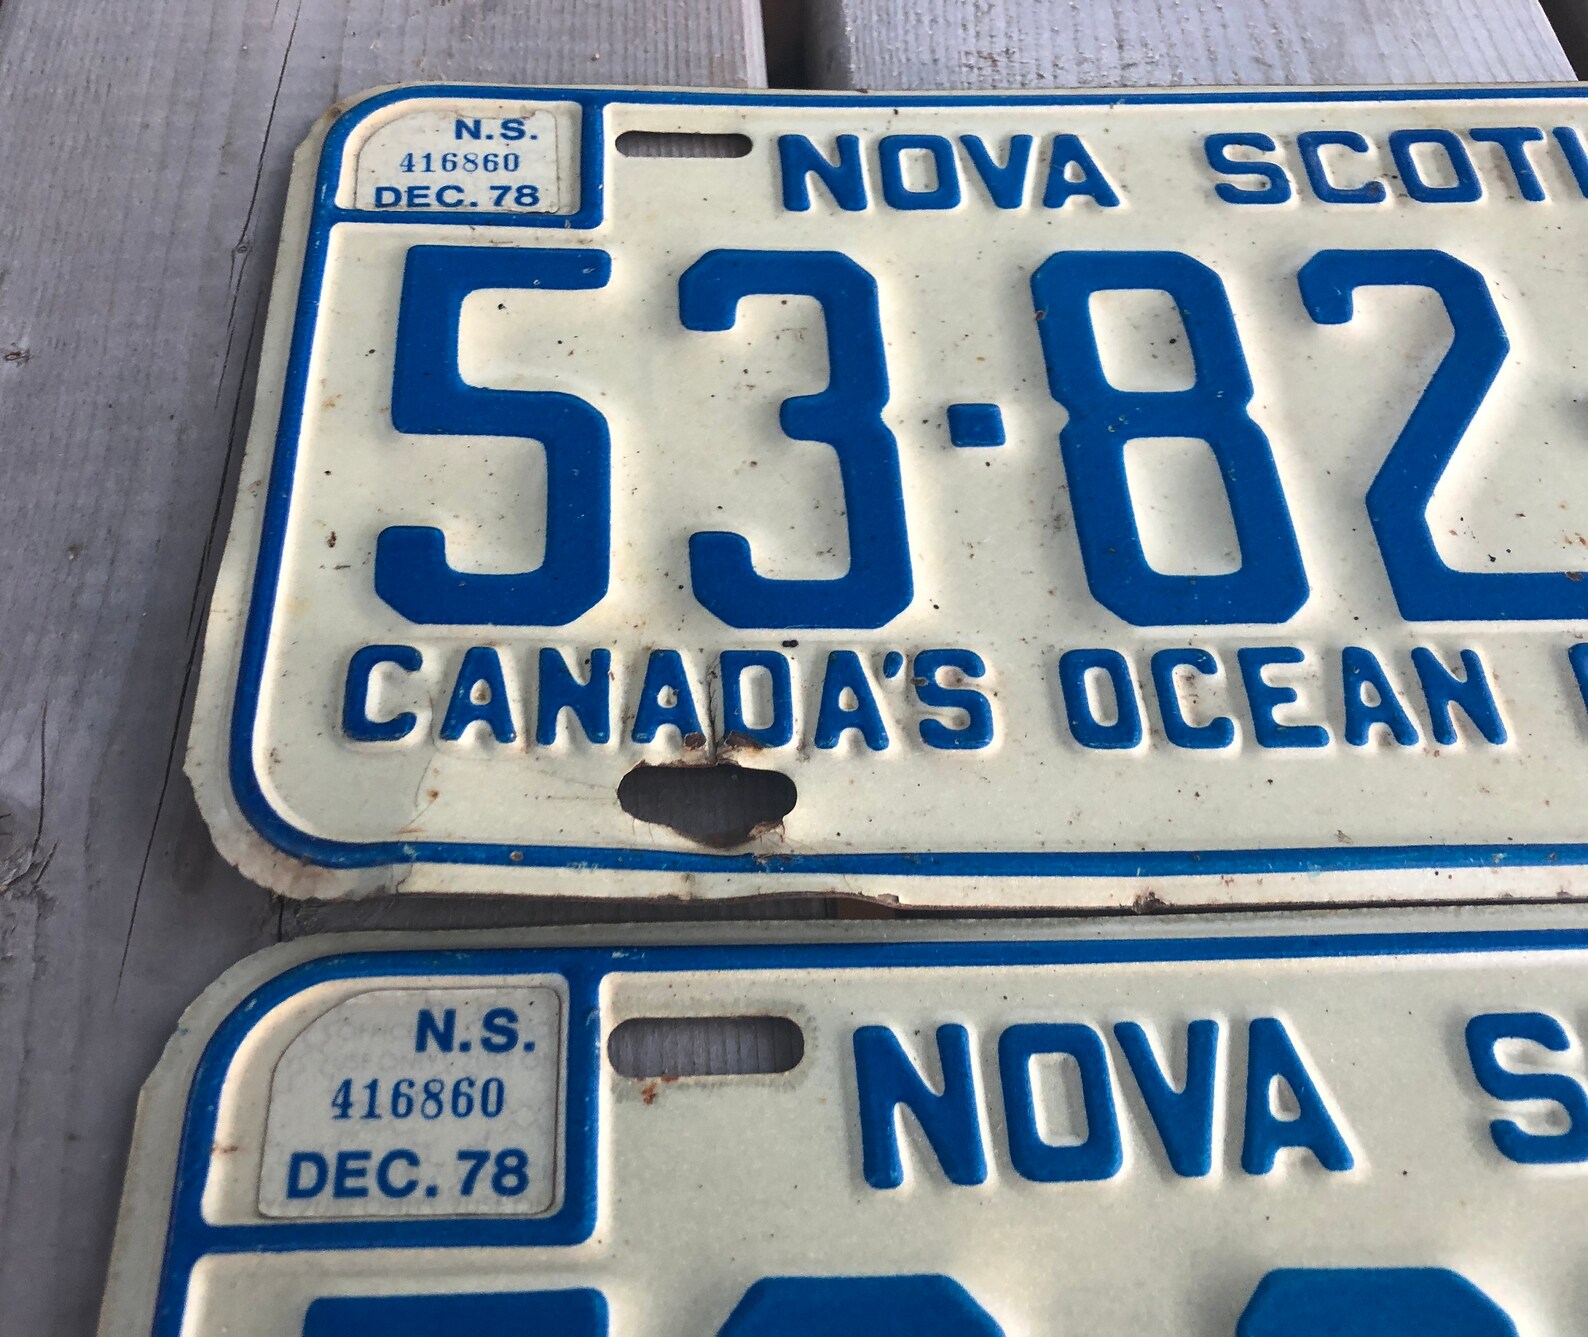 N.S.
416860
DEC. 78
NOVA SCOTI
53-82
CANADA'S OCEAN
N.S.
416860
DEC. 78
NOVA S